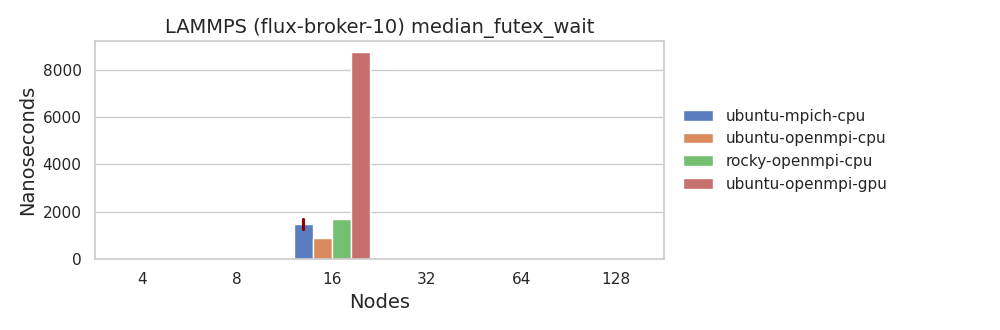 LAMMPS (flux-broker-10) median_futex_wait
Nanoseconds
8000
6000
4000
2000
0
4 8 16 32 64 128
Nodes
ubuntu-mpich-cpu
ubuntu-openmpi-cpu
rocky-openmpi-cpu
ubuntu-openmpi-gpu